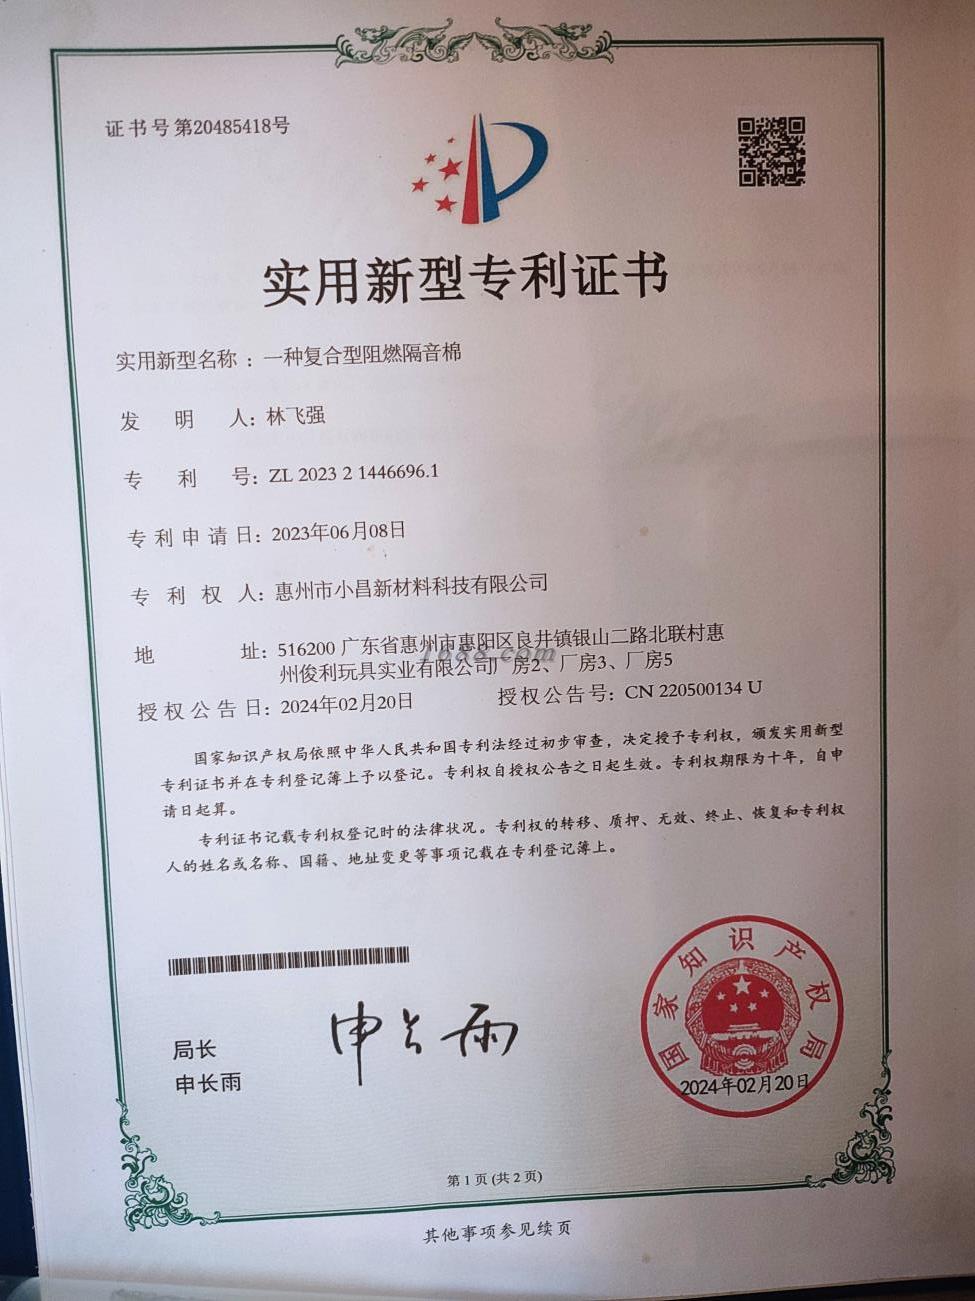 证书号第20485418号
实用新型专利证书
实用新型名称：一种复合型阻燃隔音棉
发明人：林飞强
专利号：ZL 2023 2 1446696.1
专利申请日：2023年06月08日
专利权人：惠州市小昌新材料科技有限公司
地址：516200 广东省惠州市惠阳区良井镇银山二路北联村惠
州俊利玩具实业有限公司厂房2、厂房3、厂房5
1688.com
授权公告日：2024年02月20日 授权公告号：CN 220500134 U
国家知识产权局依照中华人民共和国专利法经过初步审查，决定授予专利权，颁发实用新型
专利证书并在专利登记簿上予以登记。专利权自授权公告之日起生效。专利权期限为十年，自申
请日起算。
专利证书记载专利权登记时的法律状况。专利权的转移、质押、无效、终止、恢复和专利权
人的姓名或名称、国籍、地址变更等事项记载在专利登记簿上。
局长
申长雨
申长雨
国家知识产权局
2024年02月20日
第1页(共2页)
其他事项参见续页